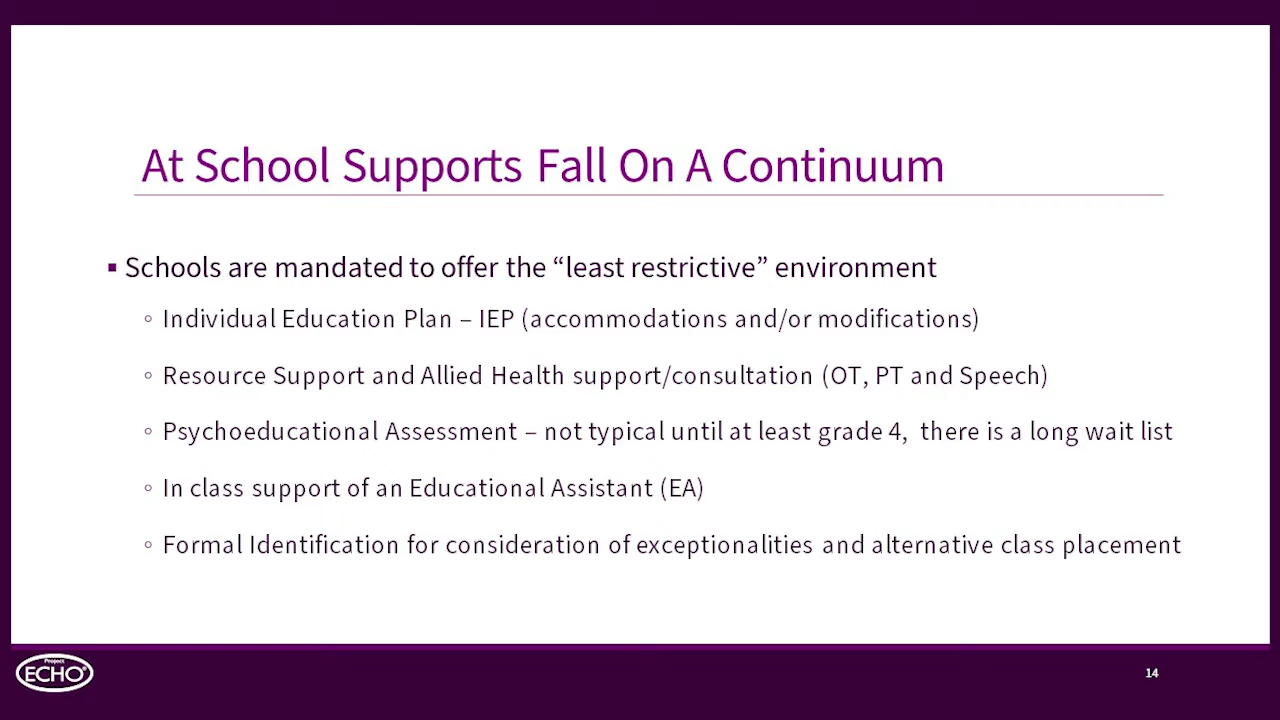 At School Supports Fall On A Continuum
▪ Schools are mandated to offer the “least restrictive” environment
◦ Individual Education Plan – IEP (accommodations and/or modifications)
◦ Resource Support and Allied Health support/consultation (OT, PT and Speech)
◦ Psychoeducational Assessment – not typical until at least grade 4,  there is a long wait list
◦ In class support of an Educational Assistant (EA)
◦ Formal Identification for consideration of exceptionalities and alternative class placement
Project
ECHO®
14